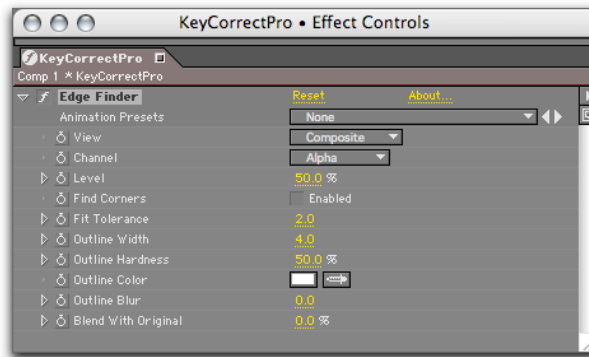 KeyCorrectPro • Effect Controls
KeyCorrectPro
Comp 1 * KeyCorrectPro
Edge Finder Reset About...
Animation Presets None
View Composite
Channel Alpha
Level 50.0 %
Find Corners Enabled
Fit Tolerance 2.0
Outline Width 4.0
Outline Hardness 50.0 %
Outline Color
Outline Blur 0.0
Blend With Original 0.0 %